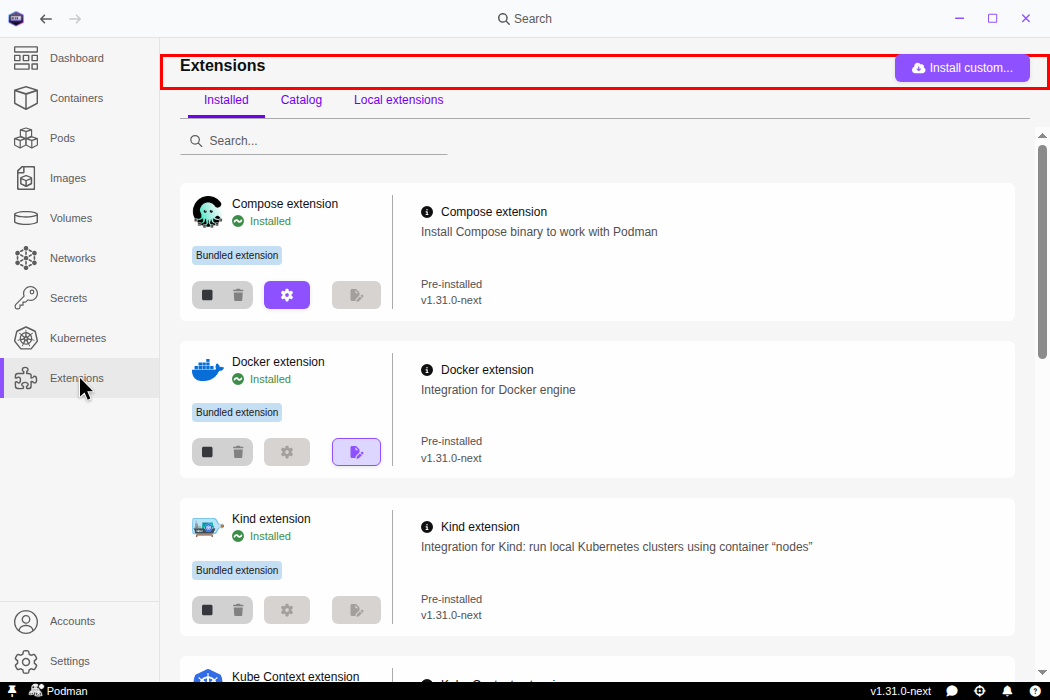 Search
Dashboard
Containers
Pods
Images
Volumes
Networks
Secrets
Kubernetes
Extensions
Accounts
Settings
Extensions
Install custom...
Installed
Catalog
Local extensions
Search...
Compose extension
Installed
Bundled extension
Compose extension
Install Compose binary to work with Podman
Pre-installed
v1.31.0-next
Docker extension
Installed
Bundled extension
Docker extension
Integration for Docker engine
Pre-installed
v1.31.0-next
Kind extension
Installed
Bundled extension
Kind extension
Integration for Kind: run local Kubernetes clusters using container “nodes”
Pre-installed
v1.31.0-next
Kube Context extension
Podman
v1.31.0-next